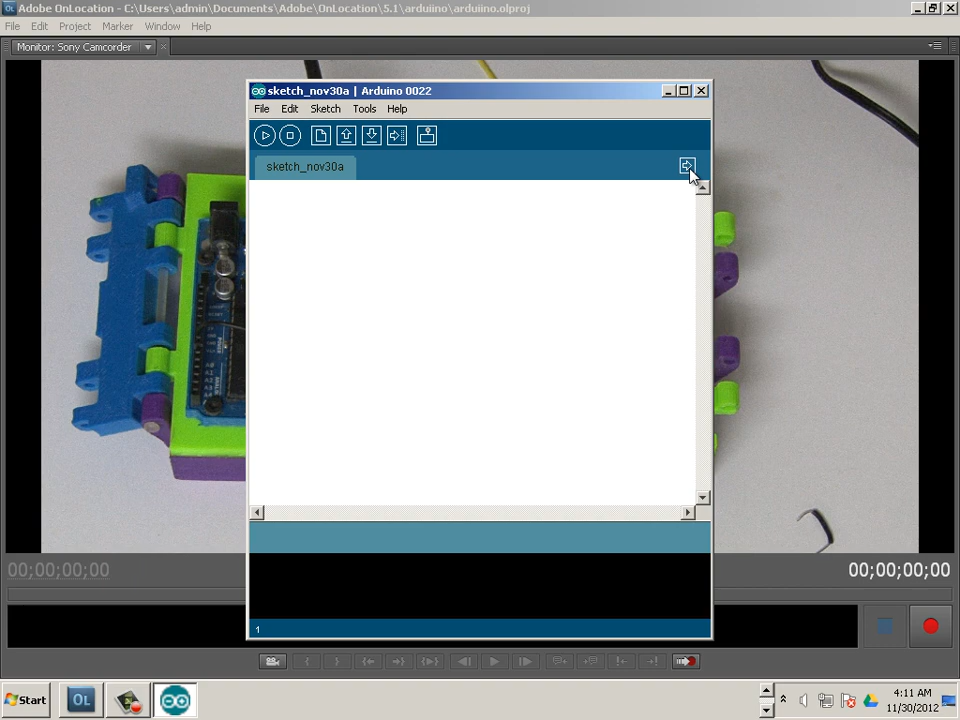 OL Adobe OnLocation - C:\Users\admin\Documents\Adobe\OnLocation\5.1\arduiino\arduiino.olproj
File Edit Project Marker Window Help
Monitor: Sony Camcorder
sketch_nov30a | Arduino 0022
File Edit Sketch Tools Help
sketch_nov30a
00;00;00;00
00;00;00;00
1
Start
OL
4:11 AM
11/30/2012